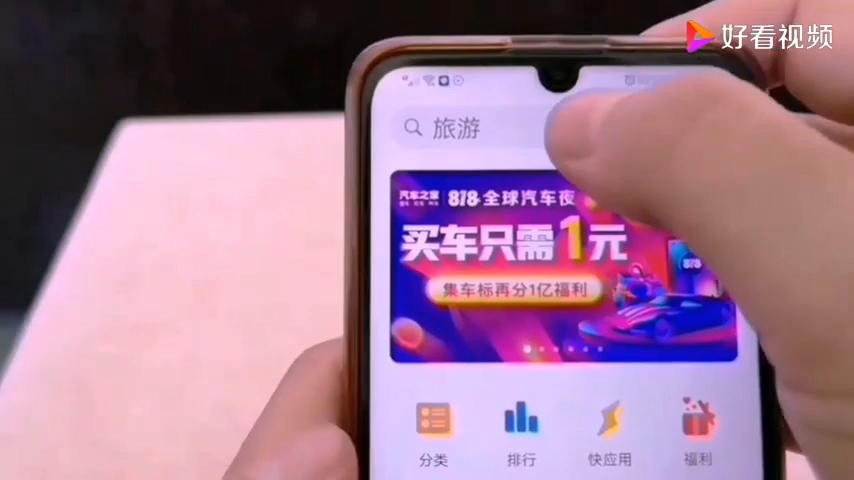 好看视频
旅游
汽车之家 818全球汽车夜
买车只需1元
集车标再分1亿福利
818
分类 排行 快应用 福利